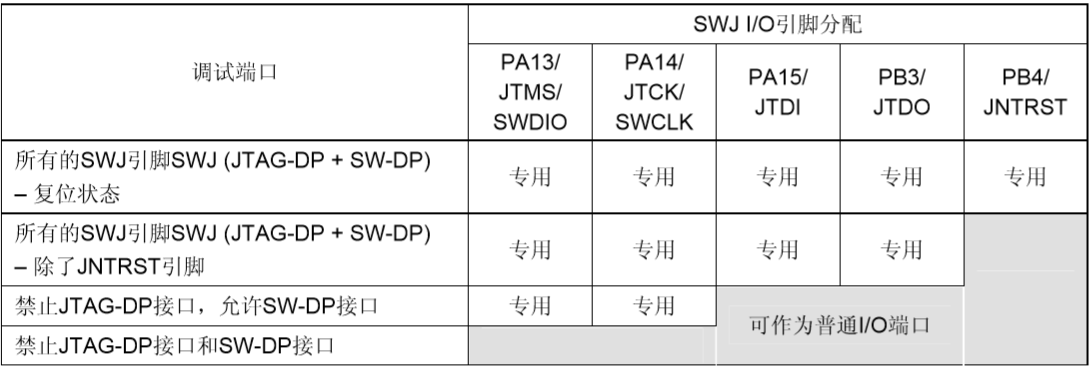 SWJ I/O引脚分配
调试端口
PA13/
JTMS/
SWDIO
PA14/
JTCK/
SWCLK
PA15/
JTDI
PB3/
JTDO
PB4/
JNTRST
所有的SWJ引脚SWJ (JTAG-DP + SW-DP)
– 复位状态
专用
专用
专用
专用
专用
所有的SWJ引脚SWJ (JTAG-DP + SW-DP)
– 除了JNTRST引脚
专用
专用
专用
专用
禁止JTAG-DP接口，允许SW-DP接口
专用
专用
可作为普通I/O端口
禁止JTAG-DP接口和SW-DP接口